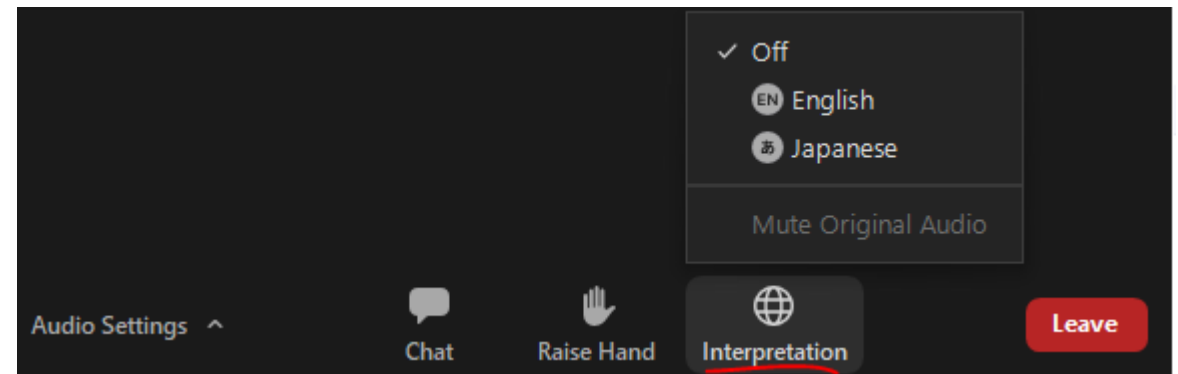 Off
EN English
あ Japanese
Mute Original Audio
Audio Settings
Chat
Raise Hand
Interpretation
Leave